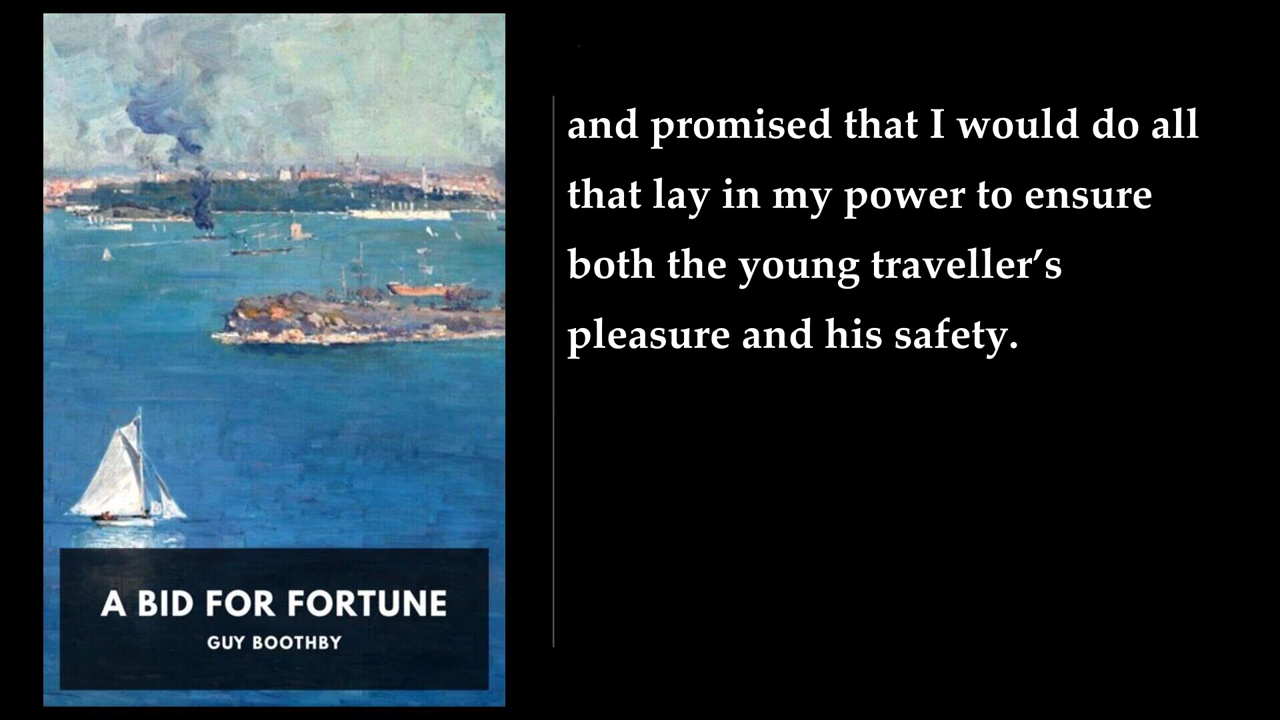 A BID FOR FORTUNE
GUY BOOTHBY
and promised that I would do all
that lay in my power to ensure
both the young traveller’s
pleasure and his safety.